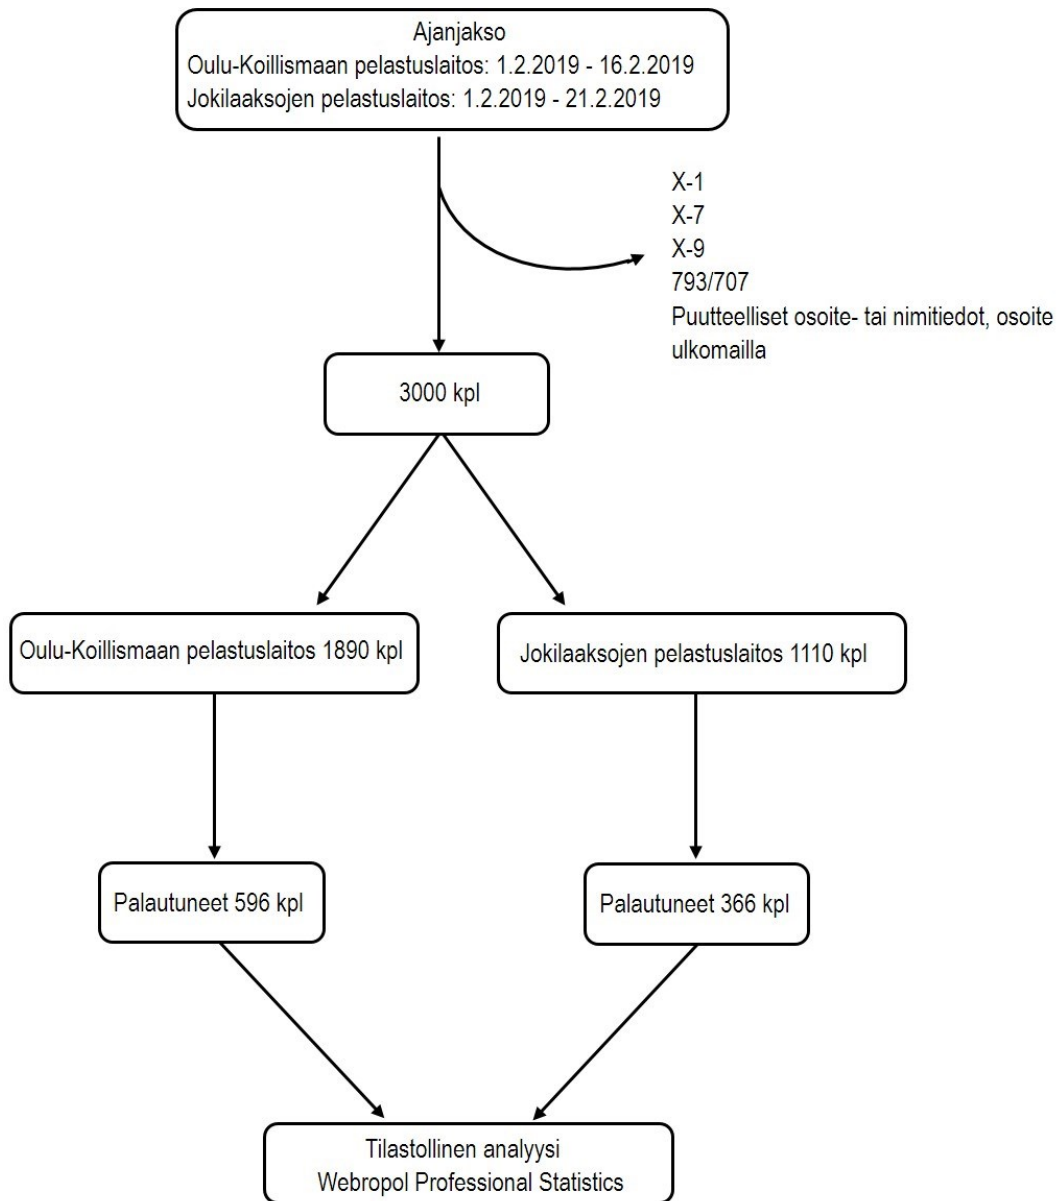 Ajanjakso
Oulu-Koillismaan pelastuslaitos: 1.2.2019 - 16.2.2019
Jokilaaksojen pelastuslaitos: 1.2.2019 - 21.2.2019
X-1
X-7
X-9
793/707
Puutteelliset osoite- tai nimitiedot, osoite
ulkomailla
3000 kpl
Oulu-Koillismaan pelastuslaitos 1890 kpl
Jokilaaksojen pelastuslaitos 1110 kpl
Palautuneet 596 kpl
Palautuneet 366 kpl
Tilastollinen analyysi
Webropol Professional Statistics